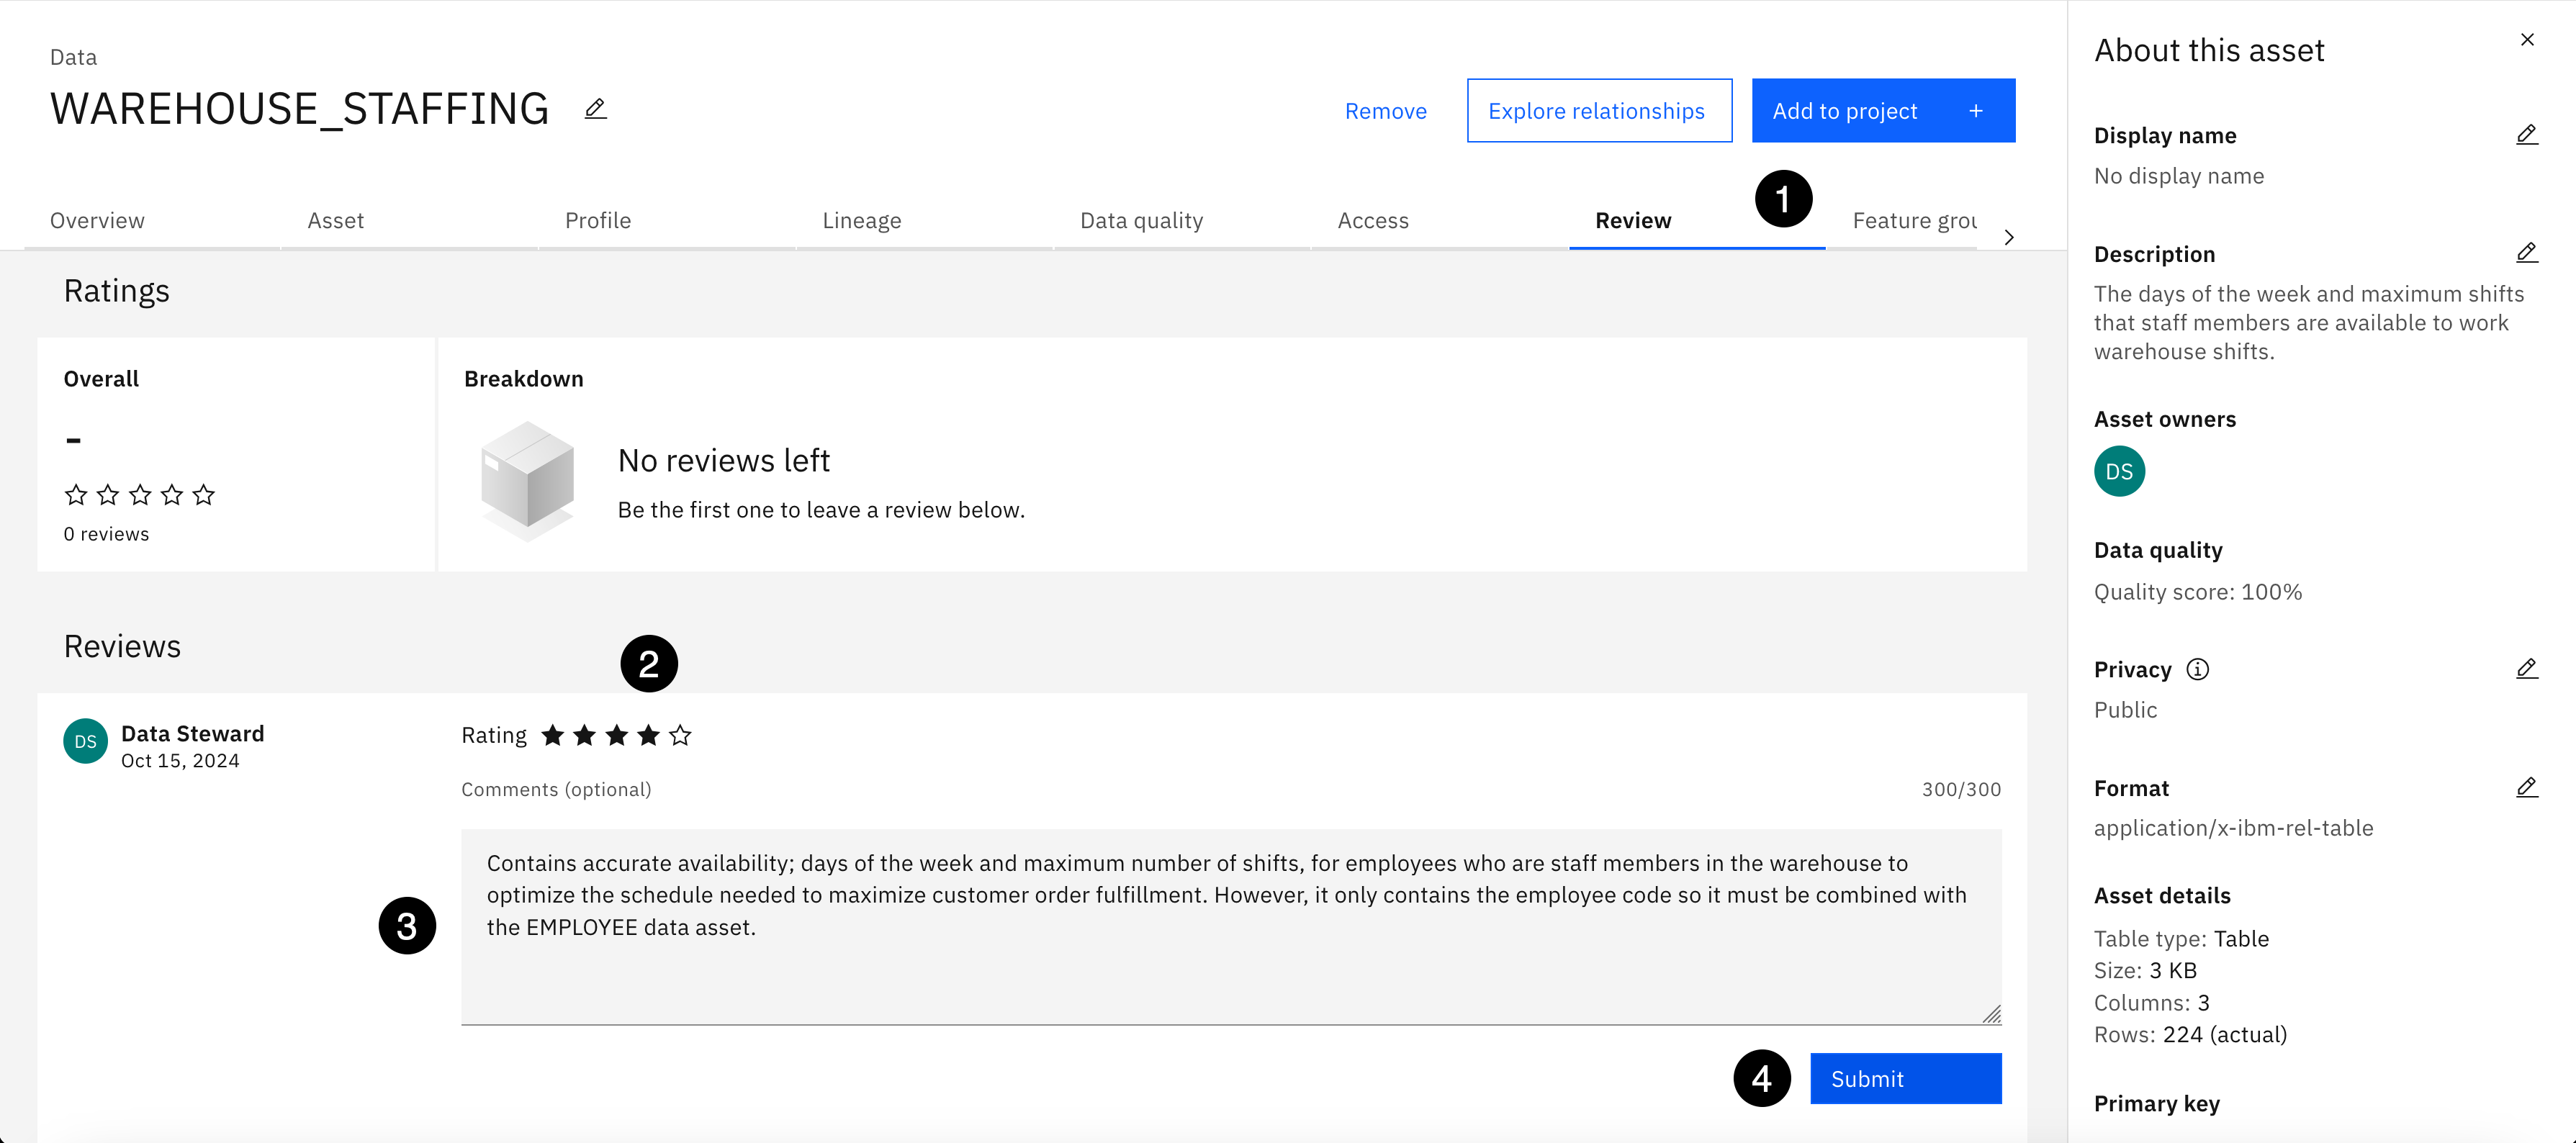 Data
WAREHOUSE_STAFFING
Remove
Explore relationships
Add to project +
1
Overview
Asset
Profile
Lineage
Data quality
Access
Review
Feature grou
Ratings
Overall
-
0 reviews
Breakdown
No reviews left
Be the first one to leave a review below.
Reviews
2
DS
Data Steward
Oct 15, 2024
Rating
Comments (optional)
300/300
3
Contains accurate availability; days of the week and maximum number of shifts, for employees who are staff members in the warehouse to
optimize the schedule needed to maximize customer order fulfillment. However, it only contains the employee code so it must be combined with
the EMPLOYEE data asset.
4
Submit
About this asset
Display name
No display name
Description
The days of the week and maximum shifts
that staff members are available to work
warehouse shifts.
Asset owners
DS
Data quality
Quality score: 100%
Privacy
Public
Format
application/x-ibm-rel-table
Asset details
Table type: Table
Size: 3 KB
Columns: 3
Rows: 224 (actual)
Primary key